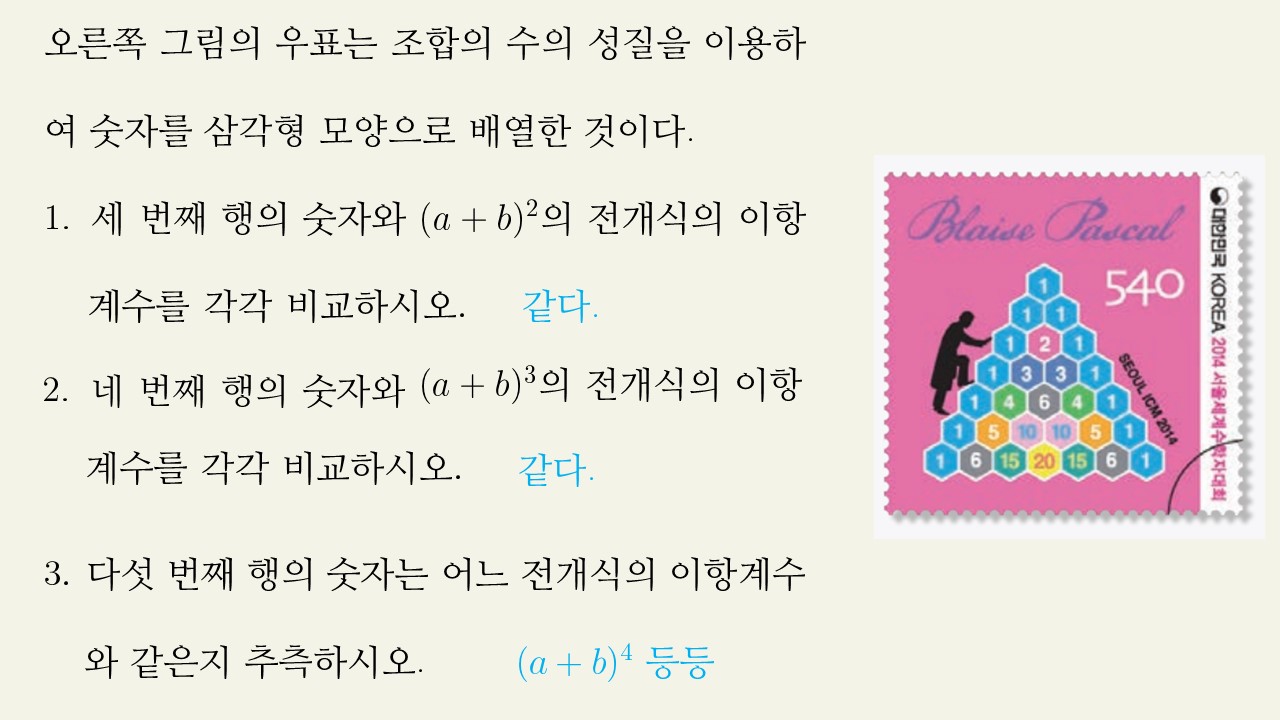 오른쪽 그림의 우표는 조합의 수의 성질을 이용하
여 숫자를 삼각형 모양으로 배열한 것이다.
1. 세 번째 행의 숫자와 (a + b)²의 전개식의 이항
계수를 각각 비교하시오. 같다.
2. 네 번째 행의 숫자와 (a + b)³의 전개식의 이항
계수를 각각 비교하시오. 같다.
3. 다섯 번째 행의 숫자는 어느 전개식의 이항계수
와 같은지 추측하시오. (a + b)⁴ 등등
Blaise Pascal
540
1
1 1
1 2 1
1 3 3 1
1 4 6 4 1
1 5 10 10 5 1
1 6 15 20 15 6 1
SEOUL ICM 2014
대한민국 KOREA 2014 서울세계수학자대회